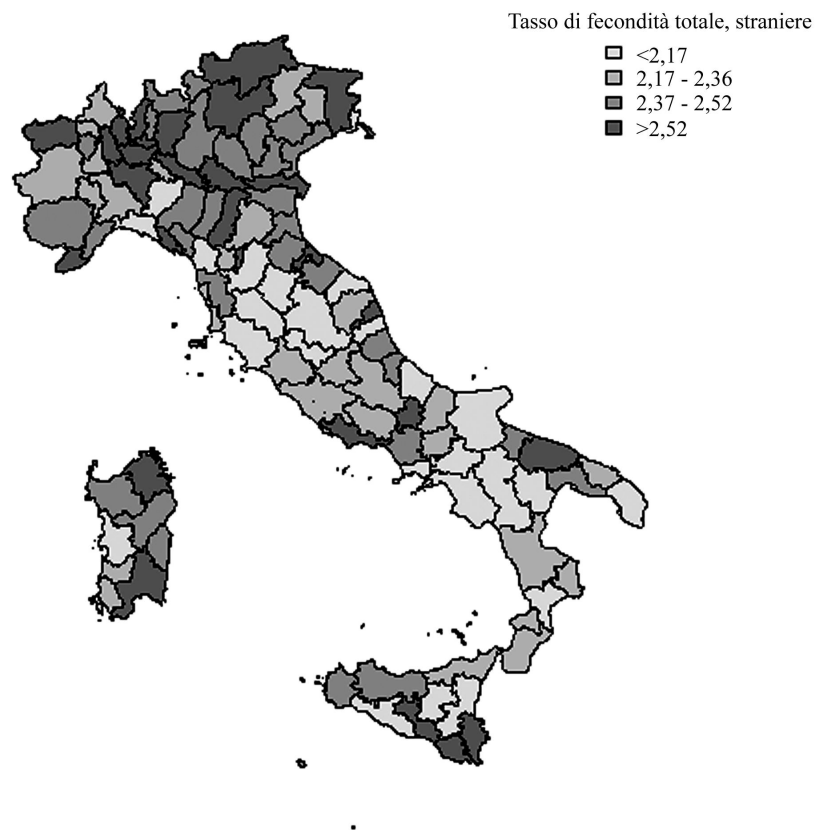 Tasso di fecondità totale, straniere
<2,17
2,17 - 2,36
2,37 - 2,52
>2,52